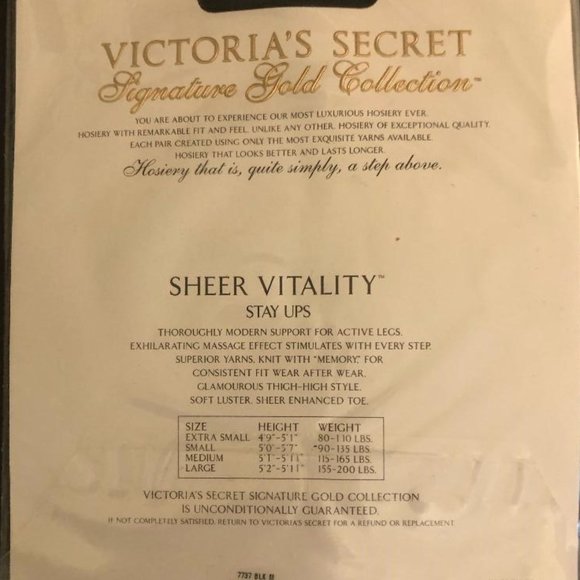 VICTORIA'S SECRET
Signature Gold Collection™
YOU ARE ABOUT TO EXPERIENCE OUR MOST LUXURIOUS HOSIERY EVER.
HOSIERY WITH REMARKABLE FIT AND FEEL. UNLIKE ANY OTHER. HOSIERY OF EXCEPTIONAL QUALITY.
EACH PAIR CREATED USING ONLY THE MOST EXQUISITE YARNS AVAILABLE.
HOSIERY THAT LOOKS BETTER AND LASTS LONGER.
Hosiery that is, quite simply, a step above.
SHEER VITALITY™
STAY UPS
THOROUGHLY MODERN SUPPORT FOR ACTIVE LEGS.
EXHILARATING MASSAGE EFFECT STIMULATES WITH EVERY STEP.
SUPERIOR YARNS. KNIT WITH "MEMORY," FOR
CONSISTENT FIT WEAR AFTER WEAR.
GLAMOUROUS THIGH-HIGH STYLE.
SOFT LUSTER. SHEER ENHANCED TOE.
SIZE HEIGHT WEIGHT
EXTRA SMALL 4'9"-5'1" 80-110 LBS.
SMALL 5'0"-5'7" 90-135 LBS.
MEDIUM 5'1"-5'11" 115-165 LBS.
LARGE 5'2"-5'11" 155-200 LBS.
VICTORIA'S SECRET SIGNATURE GOLD COLLECTION
IS UNCONDITIONALLY GUARANTEED.
IF NOT COMPLETELY SATISFIED, RETURN TO VICTORIA'S SECRET FOR A REFUND OR REPLACEMENT.
7797 BLK M